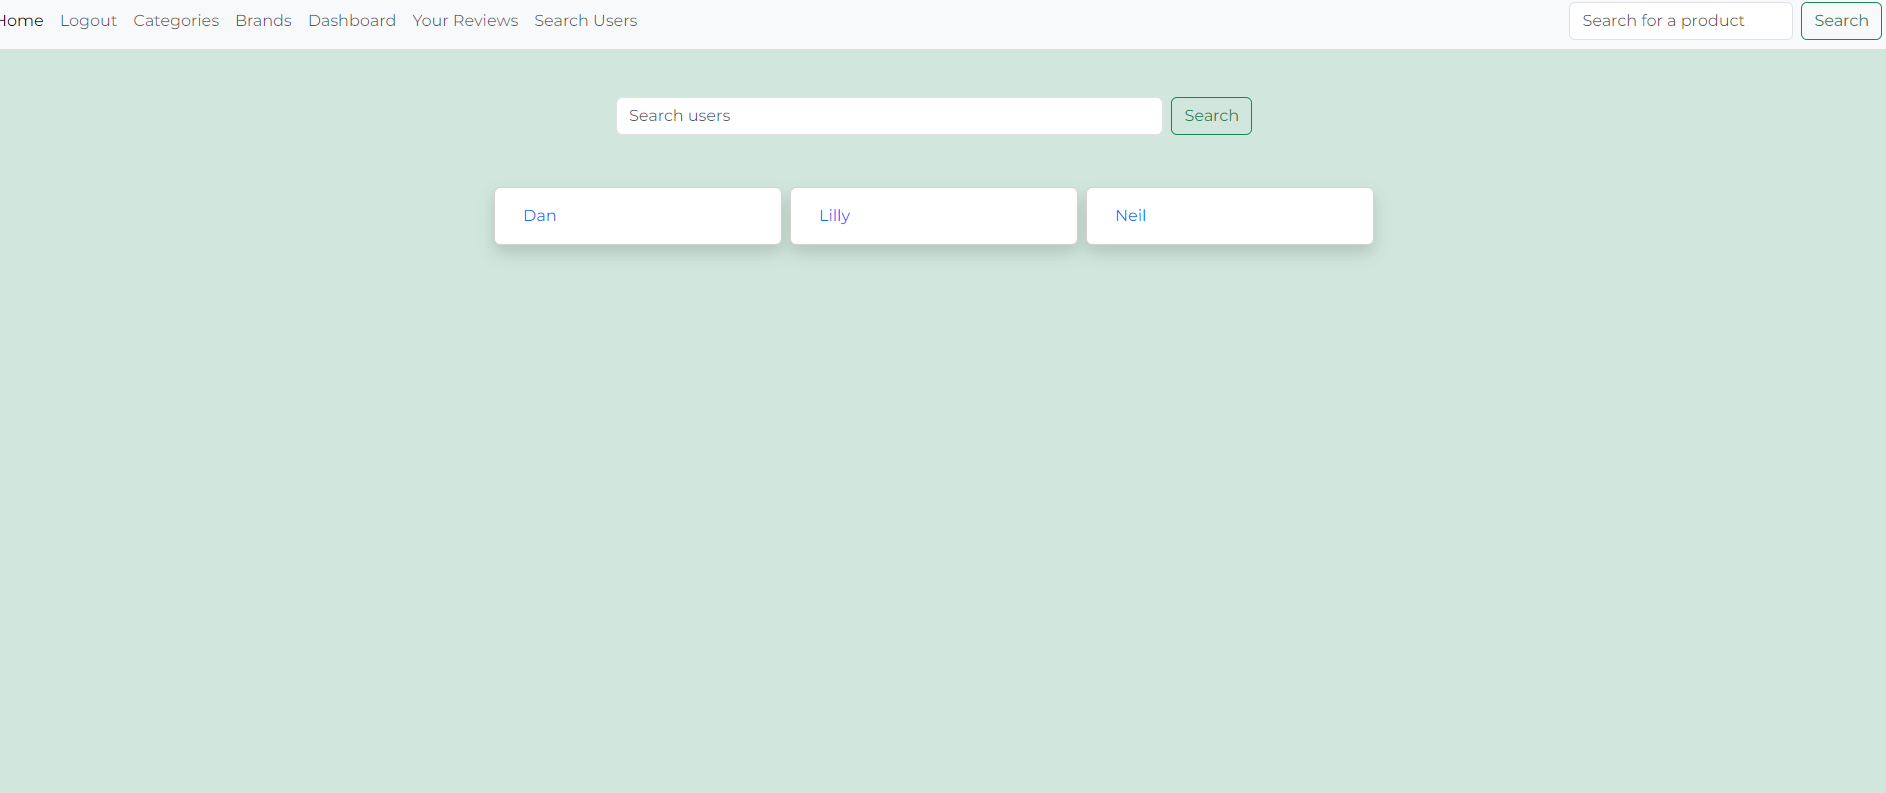 Home Logout Categories Brands Dashboard Your Reviews Search Users Search for a product Search
Search users Search
Dan Lilly Neil